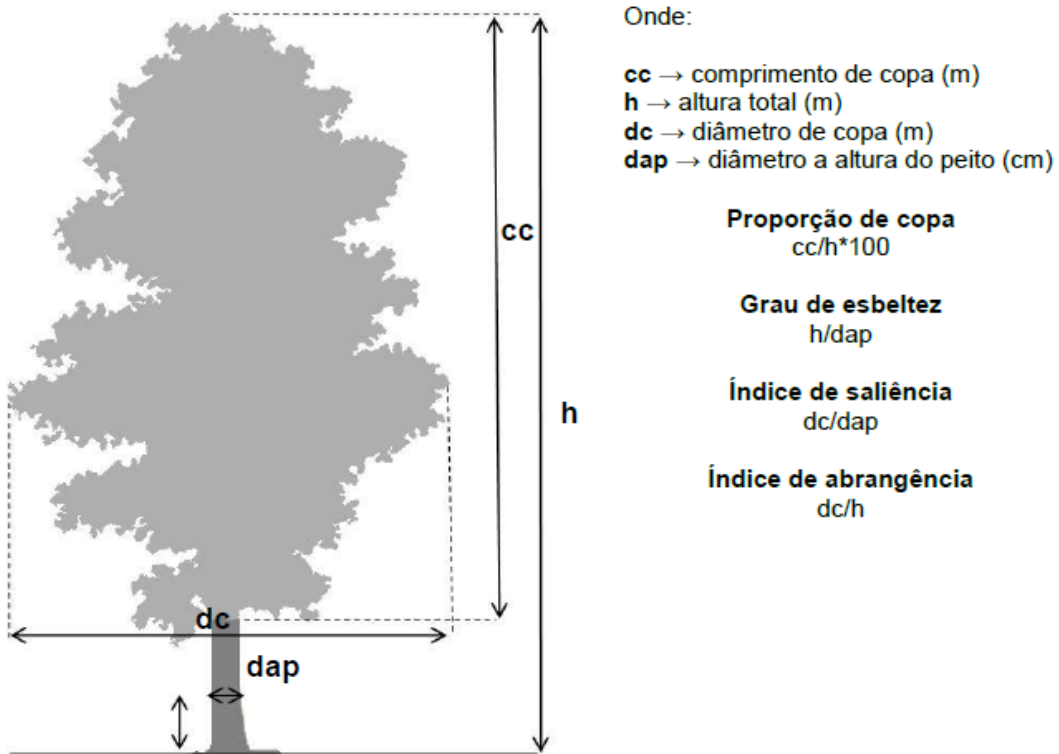 Onde:
cc → comprimento de copa (m)
h → altura total (m)
dc → diâmetro de copa (m)
dap → diâmetro a altura do peito (cm)
Proporção de copa
cc/h*100
Grau de esbeltez
h/dap
Índice de saliência
dc/dap
Índice de abrangência
dc/h
cc
h
dc
dap